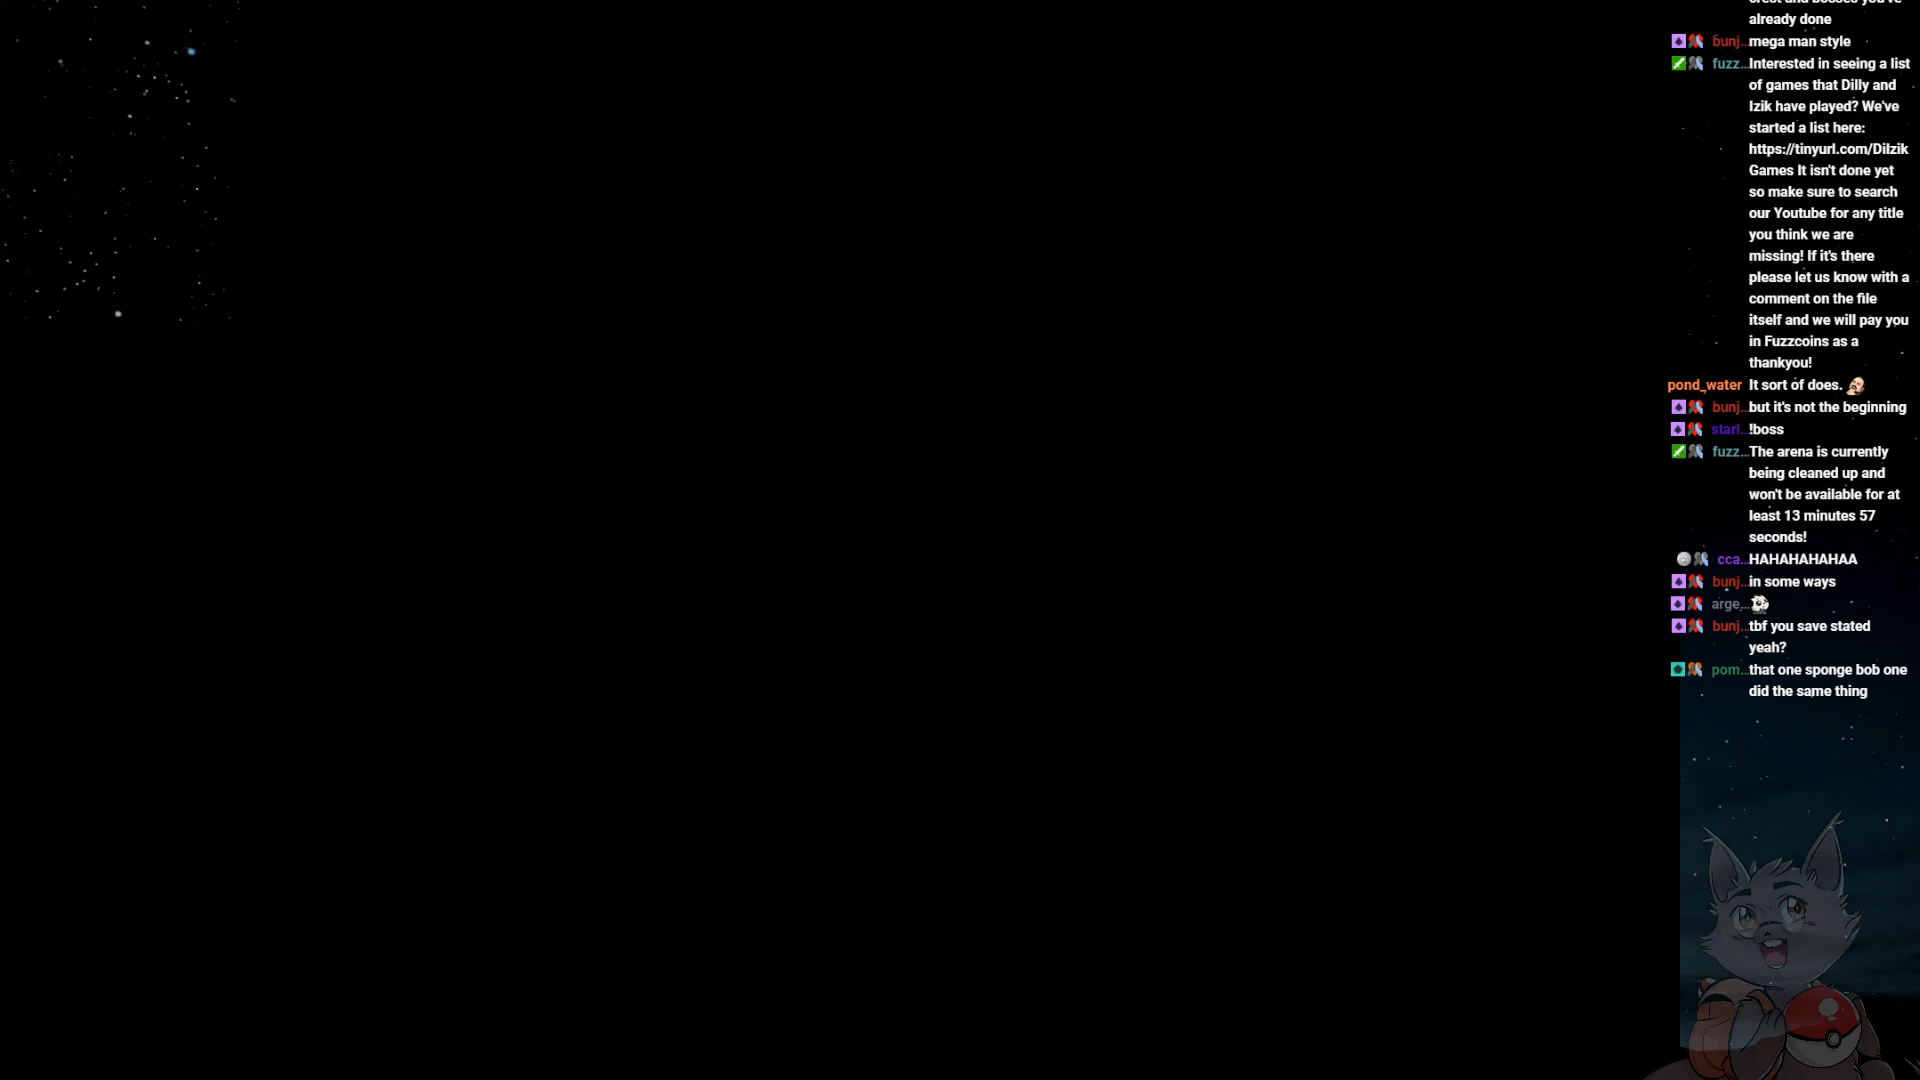 already done
bunj... mega man style
fuzz... Interested in seeing a list
of games that Dilly and
Izik have played? We've
started a list here:
https://tinyurl.com/DilzikGames It isn't done yet
so make sure to search
our Youtube for any title
you think we are
missing! If it's there
please let us know with a
comment on the file
itself and we will pay you
in Fuzzcoins as a
thankyou!
pond_water It sort of does.
bunj... but it's not the beginning
starl... !boss
fuzz... The arena is currently
being cleaned up and
won't be available for at
least 13 minutes 57
seconds!
cca... HAHAHAHAHAA
bunj... in some ways
arge...
bunj... tbf you save stated
yeah?
pom... that one sponge bob one
did the same thing